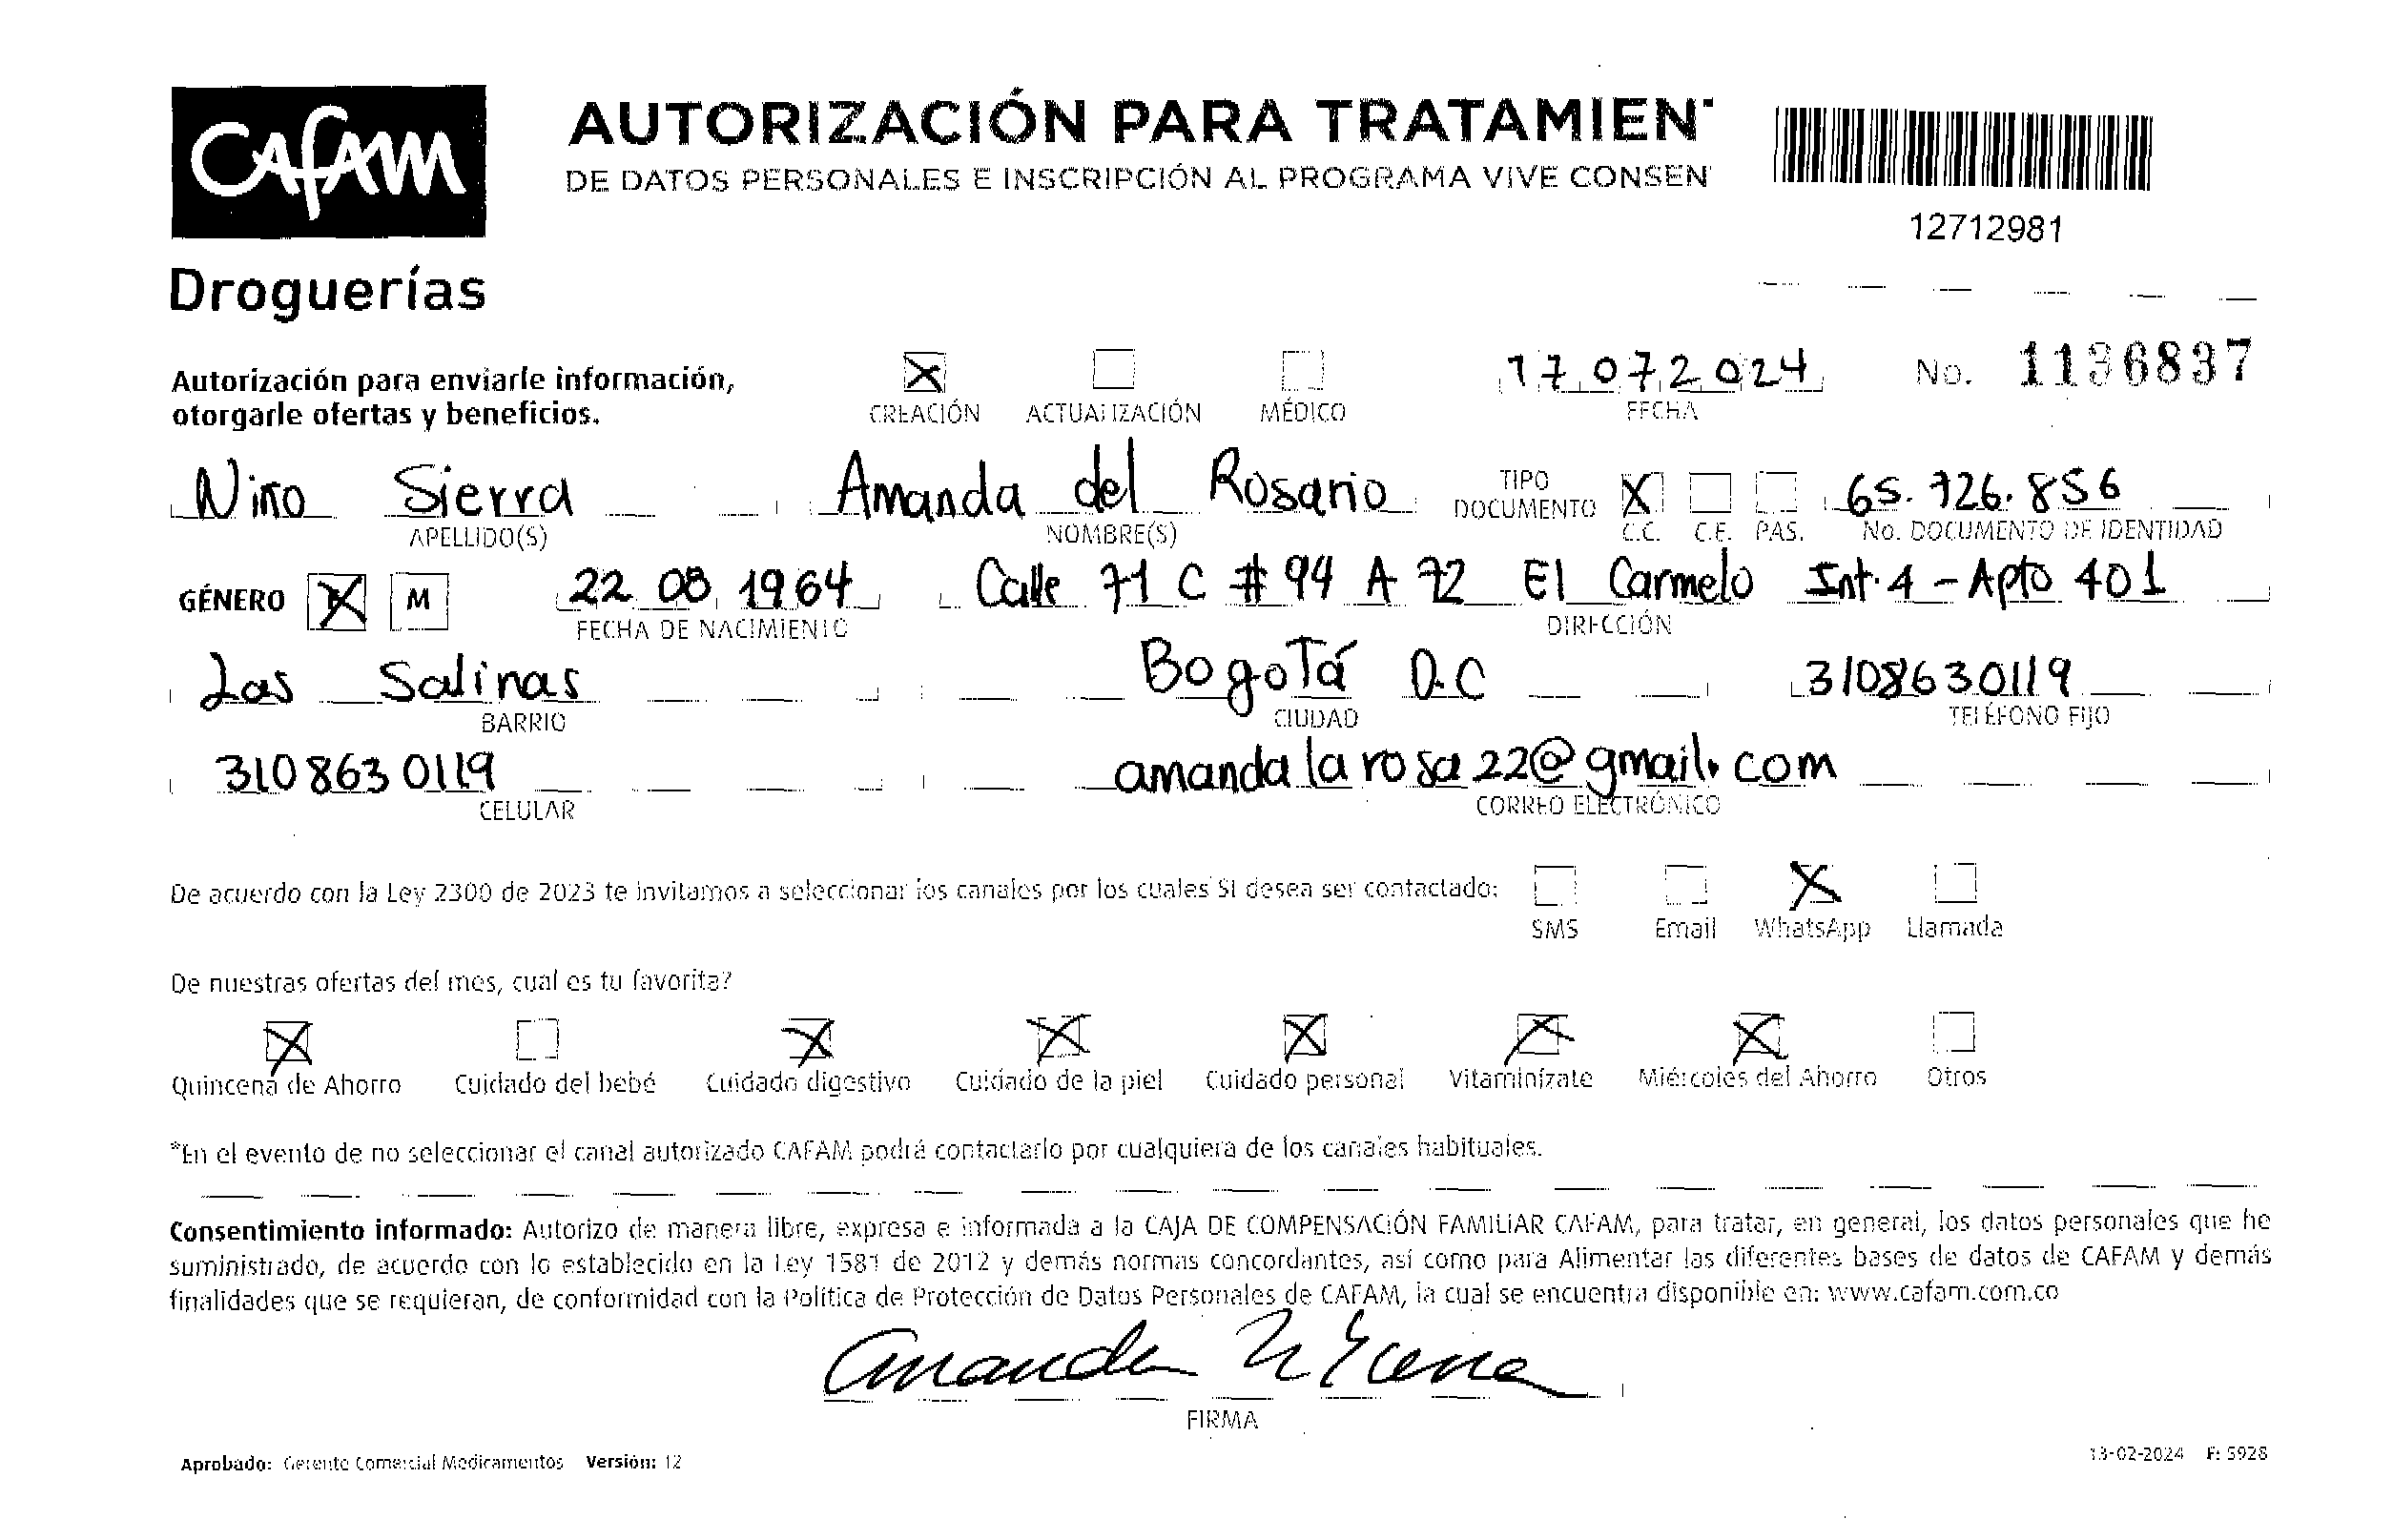 CAFAM
Droguerías
AUTORIZACIÓN PARA TRATAMIEN
DE DATOS PERSONALES E INSCRIPCIÓN AL PROGRAMA VIVE CONSEN
12712981
Autorización para enviarle información,
otorgarle ofertas y beneficios.
CREACIÓN ACTUALIZACIÓN MÉDICO
17 07 2024
FECHA
No. 1136837
Nino Sierra Amanda del Rosario TIPO DOCUMENTO X 65.726.856
APELLIDO(S) NOMBRE(S) C.C. C.E. PAS. No. DOCUMENTO DE IDENTIDAD
GÉNERO F M 22 08 1964 Calle 71 C # 94 A 72 El Carmelo Int. 4 - Apto 401
FECHA DE NACIMIENTO DIRECCIÓN
Las Salinas Bogotá D.C 3108630119
BARRIO CIUDAD TELÉFONO FIJO
310 863 0119 amandalarosa22@gmail.com
CELULAR CORREO ELECTRÓNICO
De acuerdo con la Ley 2300 de 2023 te invitamos a seleccionar los canales por los cuales SI desea ser contactado:
SMS Email WhatsApp Llamada
De nuestras ofertas del mes, cual es tu favorita?
Quincena de Ahorro Cuidado del bebé Cuidado digestivo Cuidado de la piel Cuidado personal Vitaminízate Miércoles del Ahorro Otros
*En el evento de no seleccionar el canal autorizado CAFAM podrá contactarlo por cualquiera de los canales habituales.
Consentimiento informado: Autorizo de manera libre, expresa e informada a la CAJA DE COMPENSACIÓN FAMILIAR CAFAM, para tratar, en general, los datos personales que he
suministrado, de acuerdo con lo establecido en la Ley 1581 de 2012 y demás normas concordantes, así como para Alimentar las diferentes bases de datos de CAFAM y demás
finalidades que se requieran, de conformidad con la Política de Protección de Datos Personales de CAFAM, la cual se encuentra disponible en: www.cafam.com.co
Amanda N Sierra
FIRMA
Aprobado: Gerente Comercial Medicamentos Versión: 12
13-02-2024 F: 5928